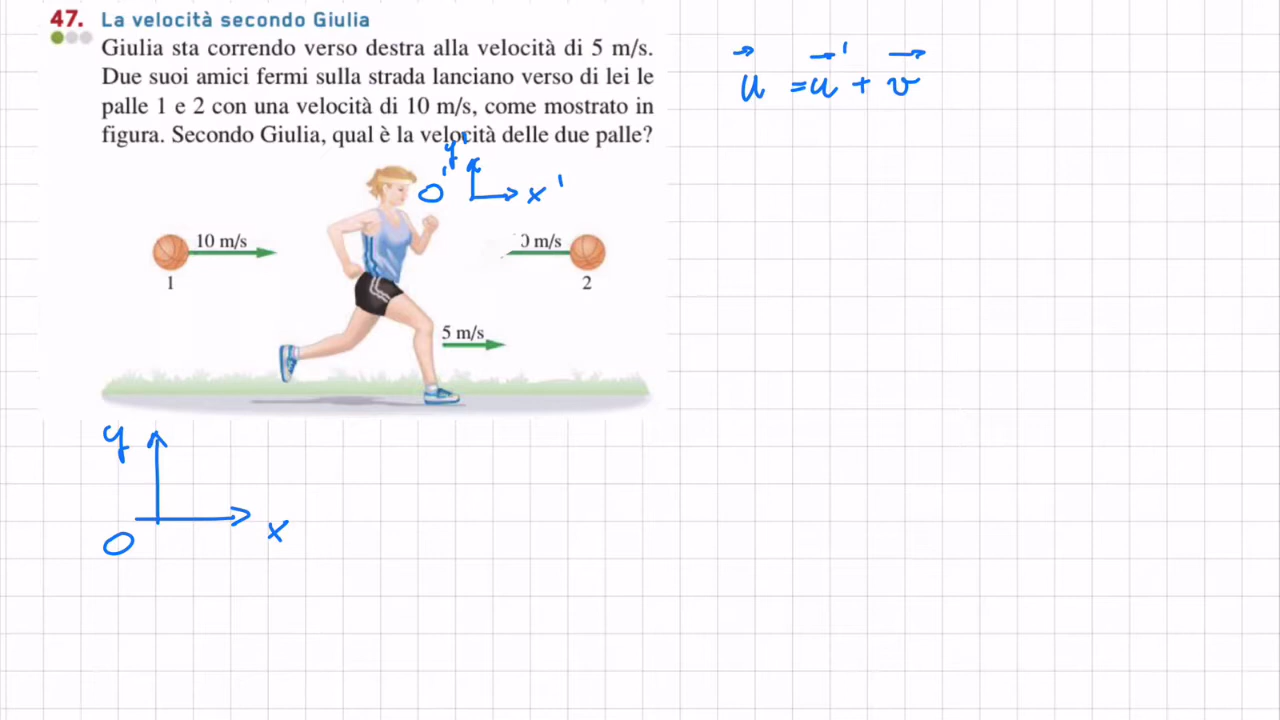 47. La velocità secondo Giulia
Giulia sta correndo verso destra alla velocità di 5 m/s.
Due suoi amici fermi sulla strada lanciano verso di lei le
palle 1 e 2 con una velocità di 10 m/s, come mostrato in
figura. Secondo Giulia, qual è la velocità delle due palle?
u = u' + v
y'
O' x'
10 m/s
0 m/s
1
2
5 m/s
y
O x